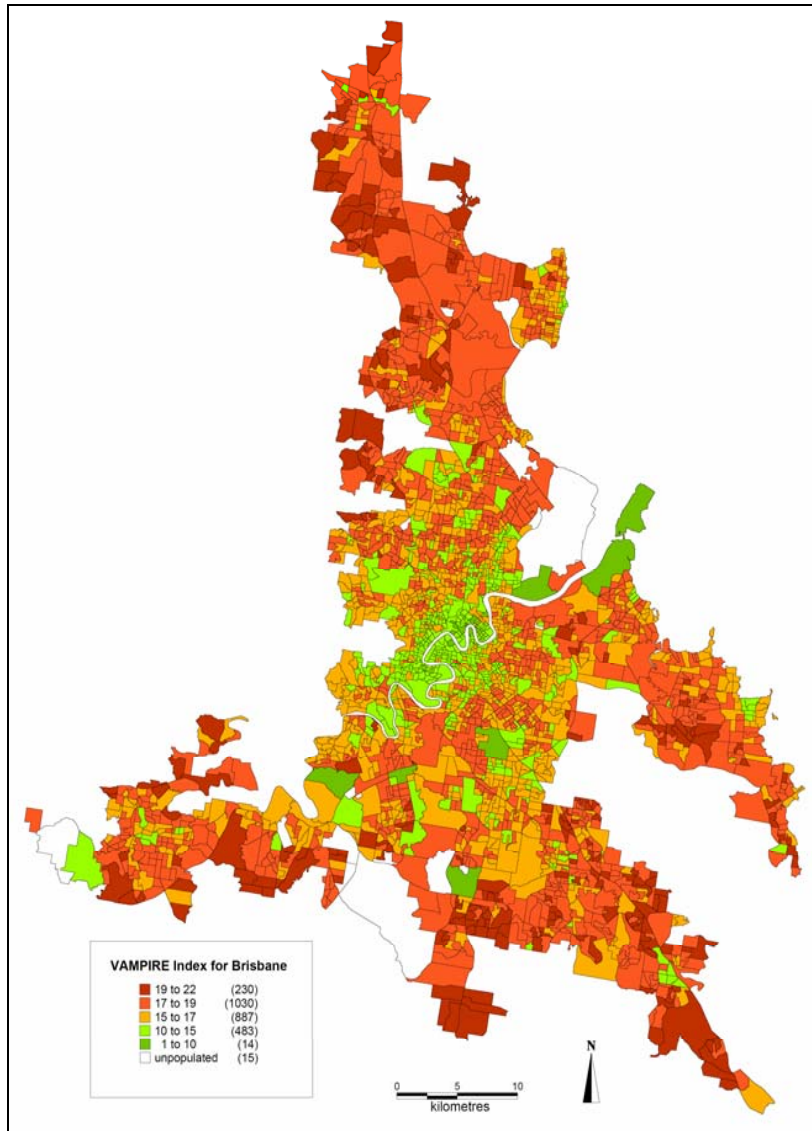 VAMPIRE Index for Brisbane
19 to 22 (230)
17 to 19 (1030)
15 to 17 (887)
10 to 15 (483)
1 to 10 (14)
unpopulated (15)
N
0 5 10
kilometres